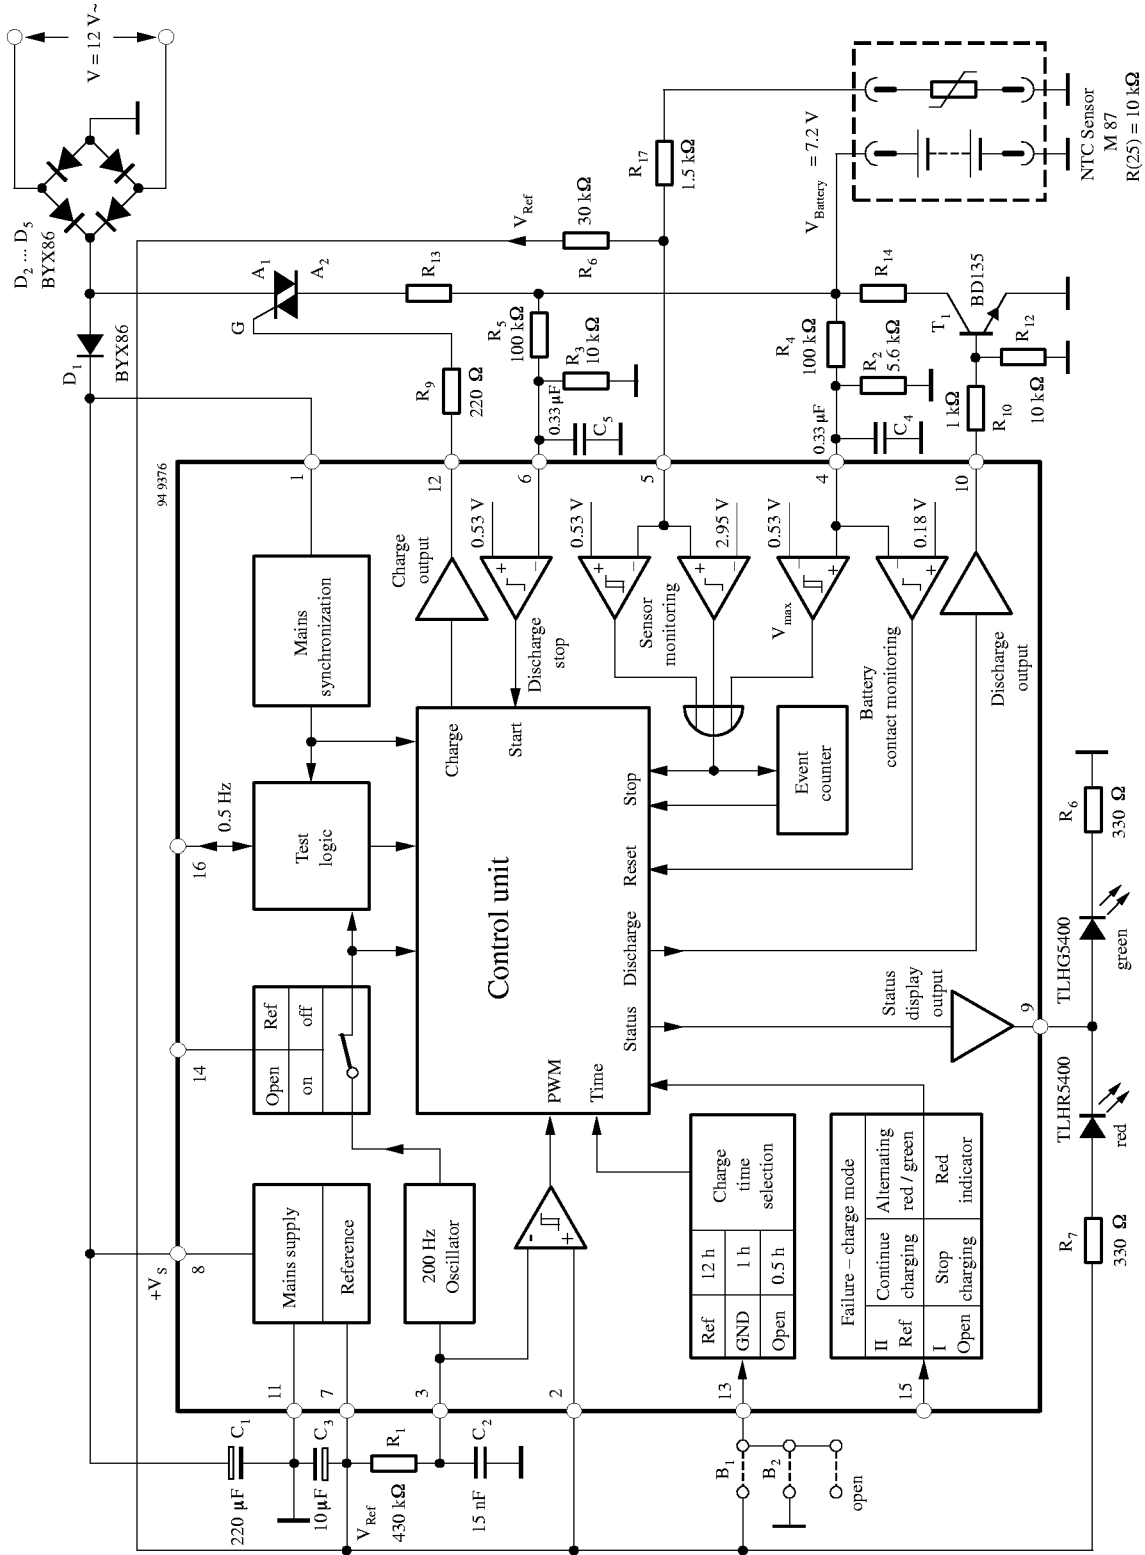 V = 12 V~
D2 ... D5
BYX86
D1
BYX86
A1
A2
G
R13
R9
220 Ω
VRef
R6
30 kΩ
R17
1.5 kΩ
VBattery = 7.2 V
NTC Sensor
M 87
R(25) = 10 kΩ
R5
100 kΩ
R3
10 kΩ
0.33 µF
C5
R4
100 kΩ
R2
5.6 kΩ
0.33 µF
C4
R14
T1
BD135
R12
10 kΩ
1 kΩ
R10
94 9376
1
12
6
5
4
10
Mains
synchronization
Charge
output
0.53 V
+
–
Discharge
stop
0.53 V
+
–
2.95 V
+
–
Sensor
monitoring
0.53 V
–
+
Vmax
0.18 V
–
+
Battery
contact monitoring
Discharge
output
16
0.5 Hz
Test
logic
Charge
Start
Stop
Reset
Discharge
Status
PWM
Time
Control unit
Event
counter
14
Open
Ref
on
off
Status
display
output
9
+VS
8
Mains supply
Reference
200 Hz
Oscillator
-
+
Ref
12 h
GND
1 h
Open
0.5 h
Charge
time
selection
Failure – charge mode
II
Ref
Continue
charging
Alternating
red / green
I
Open
Stop
charging
Red
indicator
11
7
3
2
13
15
C1
220 µF
C3
10 µF
VRef
R1
430 kΩ
C2
15 nF
B1
B2
open
R7
330 Ω
TLHR5400
red
TLHG5400
green
R6
330 Ω